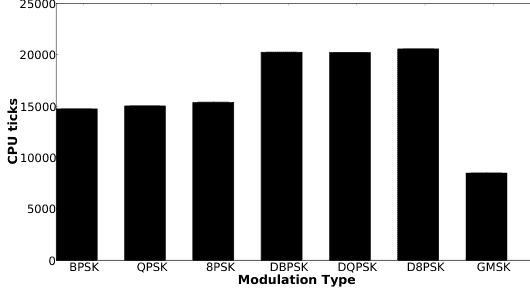 25000
20000
15000
10000
5000
0
CPU ticks
BPSK QPSK 8PSK DBPSK DQPSK D8PSK GMSK
Modulation Type